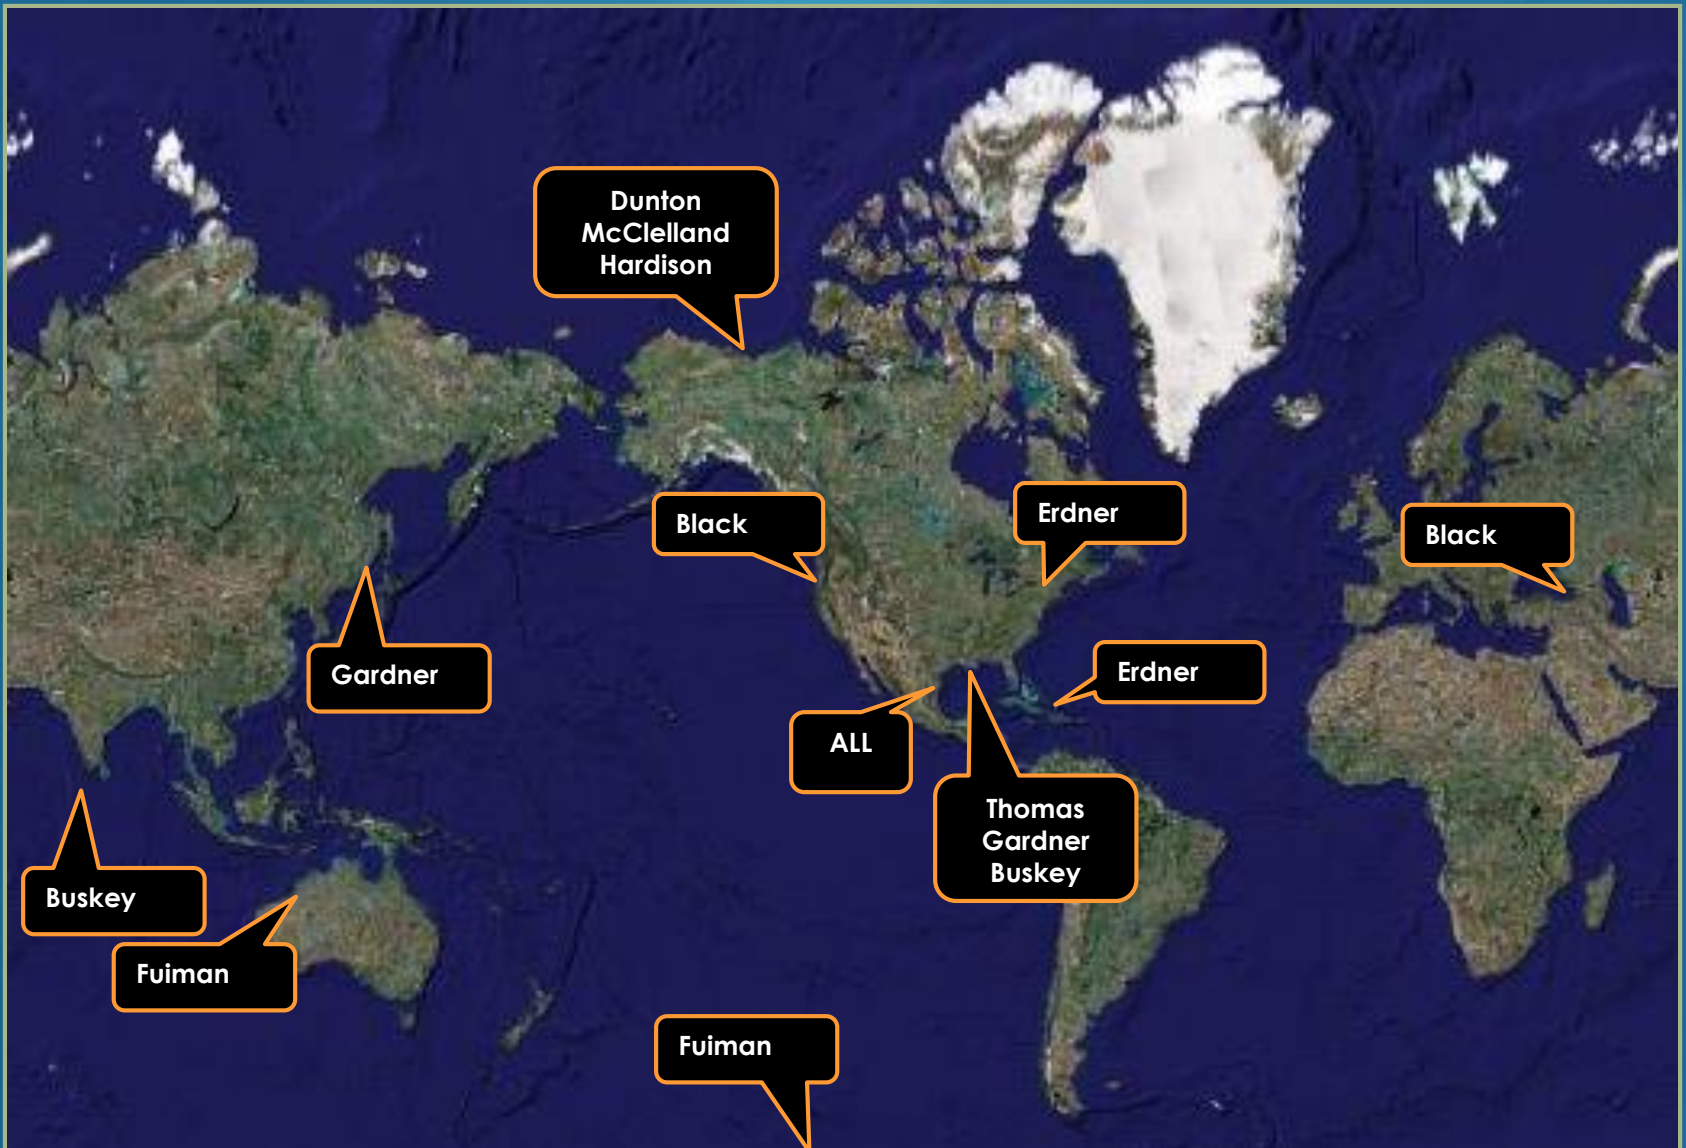 Dunton
McClelland
Hardison
Erdner
Black
Black
Erdner
Gardner
ALL
Thomas
Gardner
Buskey
Buskey
Fuiman
Fuiman